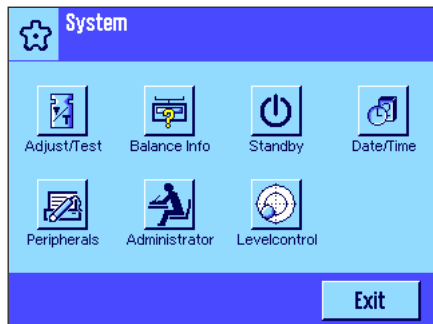 System
Adjust/Test
Balance Info
Standby
Date/Time
Peripherals
Administrator
Levelcontrol
Exit